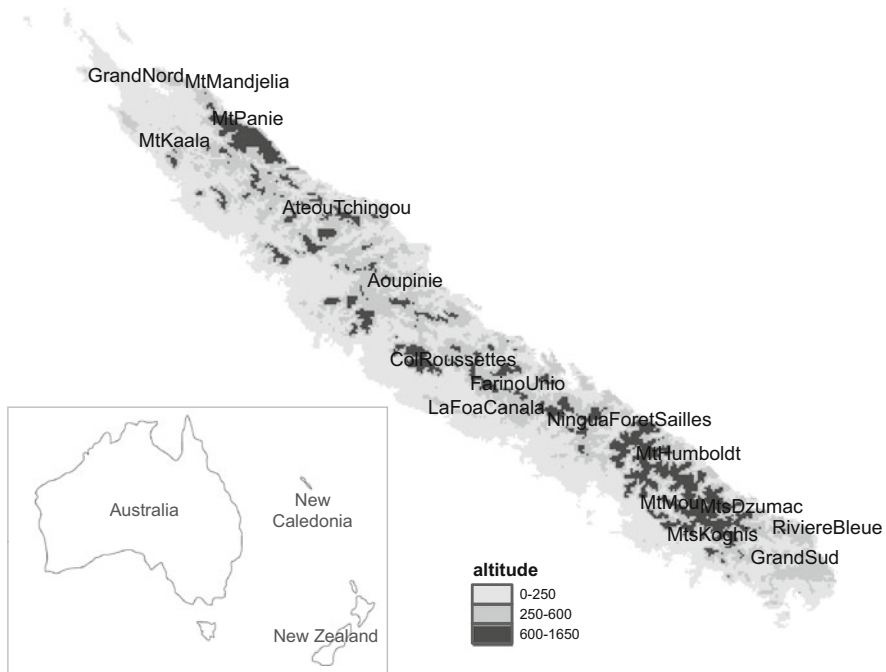 GrandNord
MtMandjelia
MtPanie
MtKaala
AteouTchingou
Aoupinie
ColRoussettes
FarinoUnio
LaFoaCanala
NinguaForetSailles
MtHumboldt
MtMou
MtsDzumac
RiviereBleue
MtsKoghis
GrandSud
Australia
New
Caledonia
New Zealand
altitude
0-250
250-600
600-1650